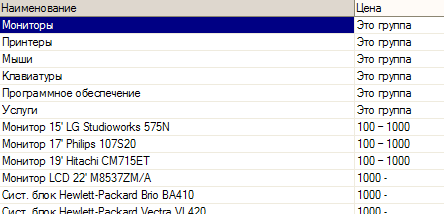 Наименование Цена
Мониторы Это группа
Принтеры Это группа
Мыши Это группа
Клавиатуры Это группа
Программное обеспечение Это группа
Услуги Это группа
Монитор 15' LG Studioworks 575N 100 – 1000
Монитор 17' Philips 107S20 100 – 1000
Монитор 19' Hitachi CM715ET 100 – 1000
Монитор LCD 22' M8537ZM/A 1000 -
Сист. блок Hewlett-Packard Brio BA410 1000 -
Сист. блок Hewlett-Packard Vectra VL420 1000 -